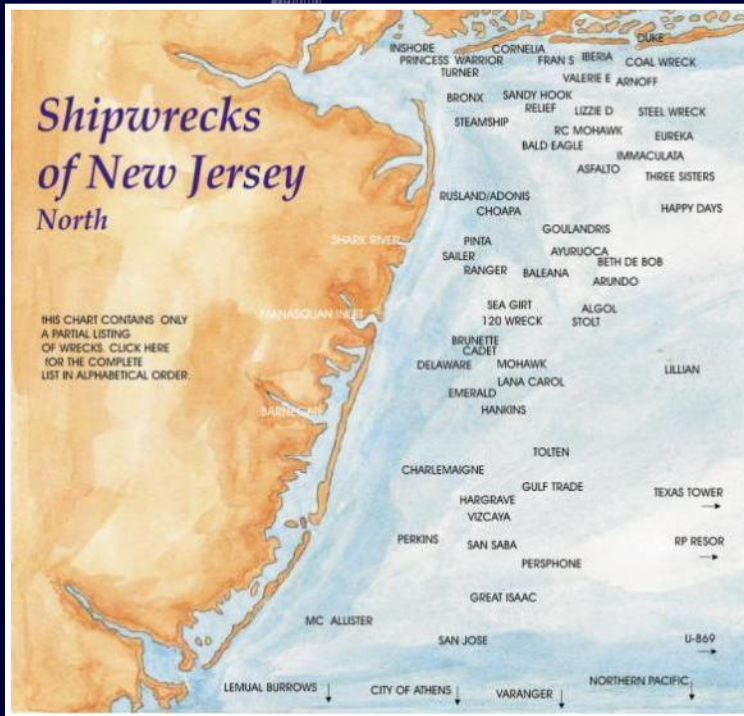 Shipwrecks
of New Jersey
North
THIS CHART CONTAINS ONLY
A PARTIAL LISTING
OF WRECKS. CLICK HERE
FOR THE COMPLETE
LIST IN ALPHABETICAL ORDER.
DUKE
INSHORE
CORNELIA
PRINCESS WARRIOR
FRAN S
IBERIA
COAL WRECK
TURNER
VALERIE E
ARNOFF
BRONX
SANDY HOOK
RELIEF
LIZZIE D
STEEL WRECK
STEAMSHIP
RC MOHAWK
EUREKA
BALD EAGLE
IMMACULATA
ASFALTO
THREE SISTERS
RUSLAND/ADONIS
CHOAPA
HAPPY DAYS
GOULANDRIS
SHARK RIVER
PINTA
AYURUOCA
SAILER
BETH DE BOB
RANGER
BALEANA
ARUNDO
SEA GIRT
ALGOL
MANASQUAN INLET
120 WRECK
STOLT
BRUNETTE
CADET
DELAWARE
MOHAWK
LILLIAN
LANA CAROL
EMERALD
BARNEGAT
HANKINS
TOLTEN
CHARLEMAIGNE
GULF TRADE
TEXAS TOWER
HARGRAVE
VIZCAYA
PERKINS
SAN SABA
RP RESOR
PERSPHONE
GREAT ISAAC
MC ALLISTER
SAN JOSE
U-869
LEMUAL BURROWS
CITY OF ATHENS
VARANGER
NORTHERN PACIFIC